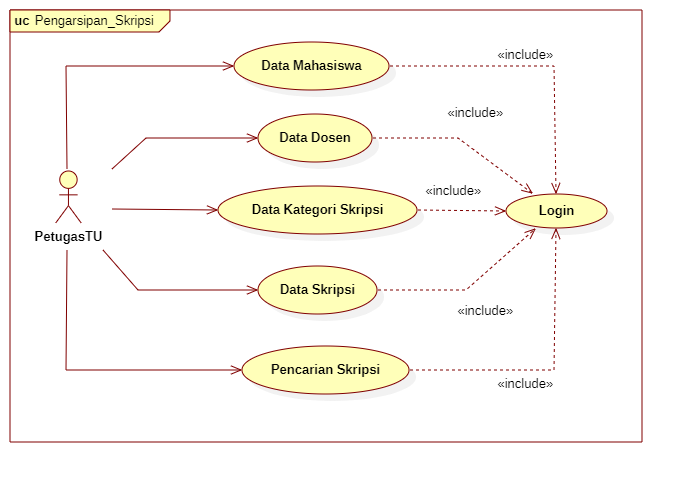 uc Pengarsipan_Skripsi
Data Mahasiswa
«include»
Data Dosen
«include»
Data Kategori Skripsi
«include»
Login
PetugasTU
Data Skripsi
«include»
Pencarian Skripsi
«include»